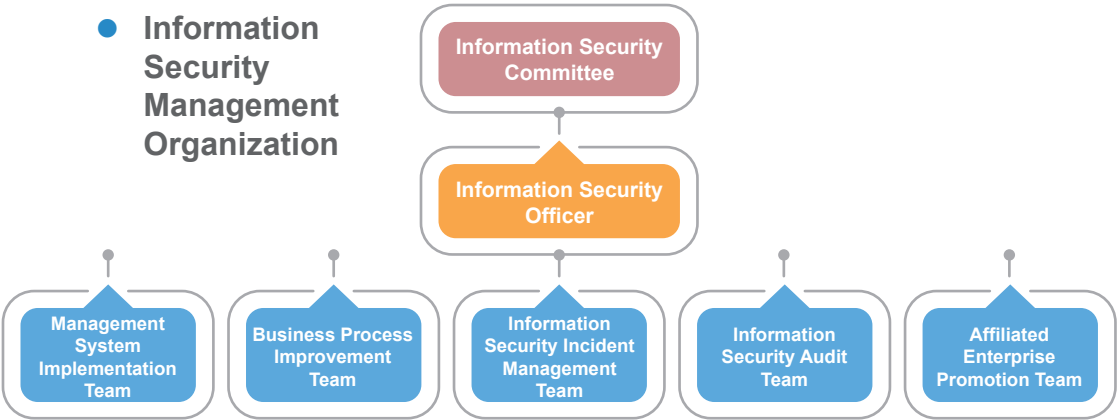 Information
Security
Management
Organization
Information Security
Committee
Information Security
Officer
Management
System
Implementation
Team
Business Process
Improvement
Team
Information
Security Incident
Management
Team
Information
Security Audit
Team
Affiliated
Enterprise
Promotion Team